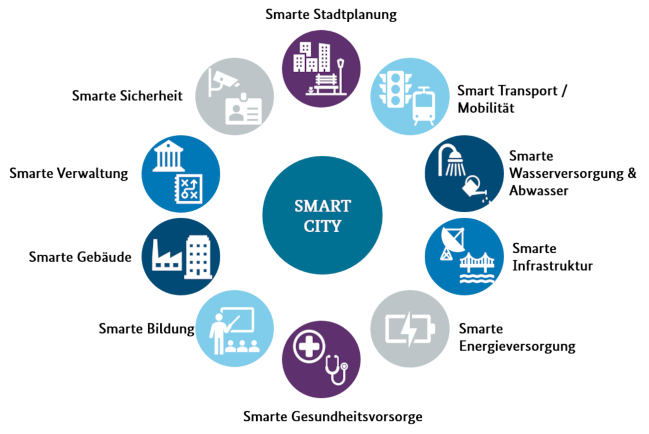 Smarte Stadtplanung
Smart Transport /
Mobilität
Smarte
Wasserversorgung &
Abwasser
Smarte
Infrastruktur
Smarte
Energieversorgung
Smarte Gesundheitsvorsorge
Smarte Bildung
Smarte Gebäude
Smarte Verwaltung
Smarte Sicherheit
SMART
CITY